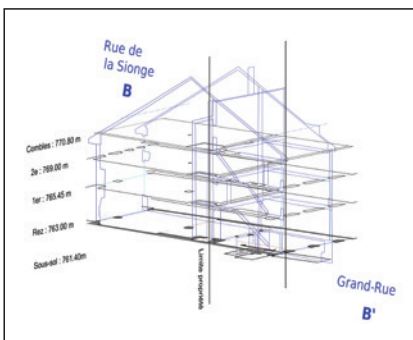 Rue de
la Sionge
B
Combles : 770.80 m
2e : 769.00 m
1er : 765.45 m
Rez : 763.00 m
Sous-sol : 761.40m
Limite propriété
Grand-Rue
B'